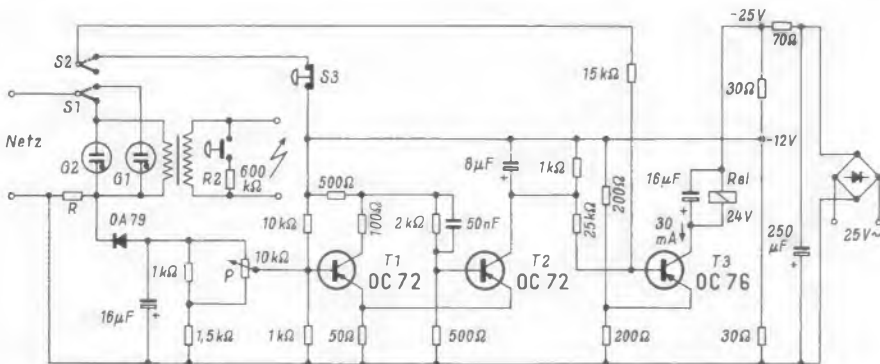 -25V
70Ω
S2
S3
15kΩ
30Ω
S1
Netz
-12V
G2
G1
R2
600
kΩ
8µF
1kΩ
200Ω
16µF
Rel
24V
R
500Ω
0A79
10kΩ
100Ω
2kΩ
50nF
25kΩ
30
mA
250
µF
25V~
1kΩ
P
10kΩ
T1
OC 72
T2
OC 72
T3
OC 76
16µF
1,5kΩ
1kΩ
50Ω
500Ω
200Ω
30Ω